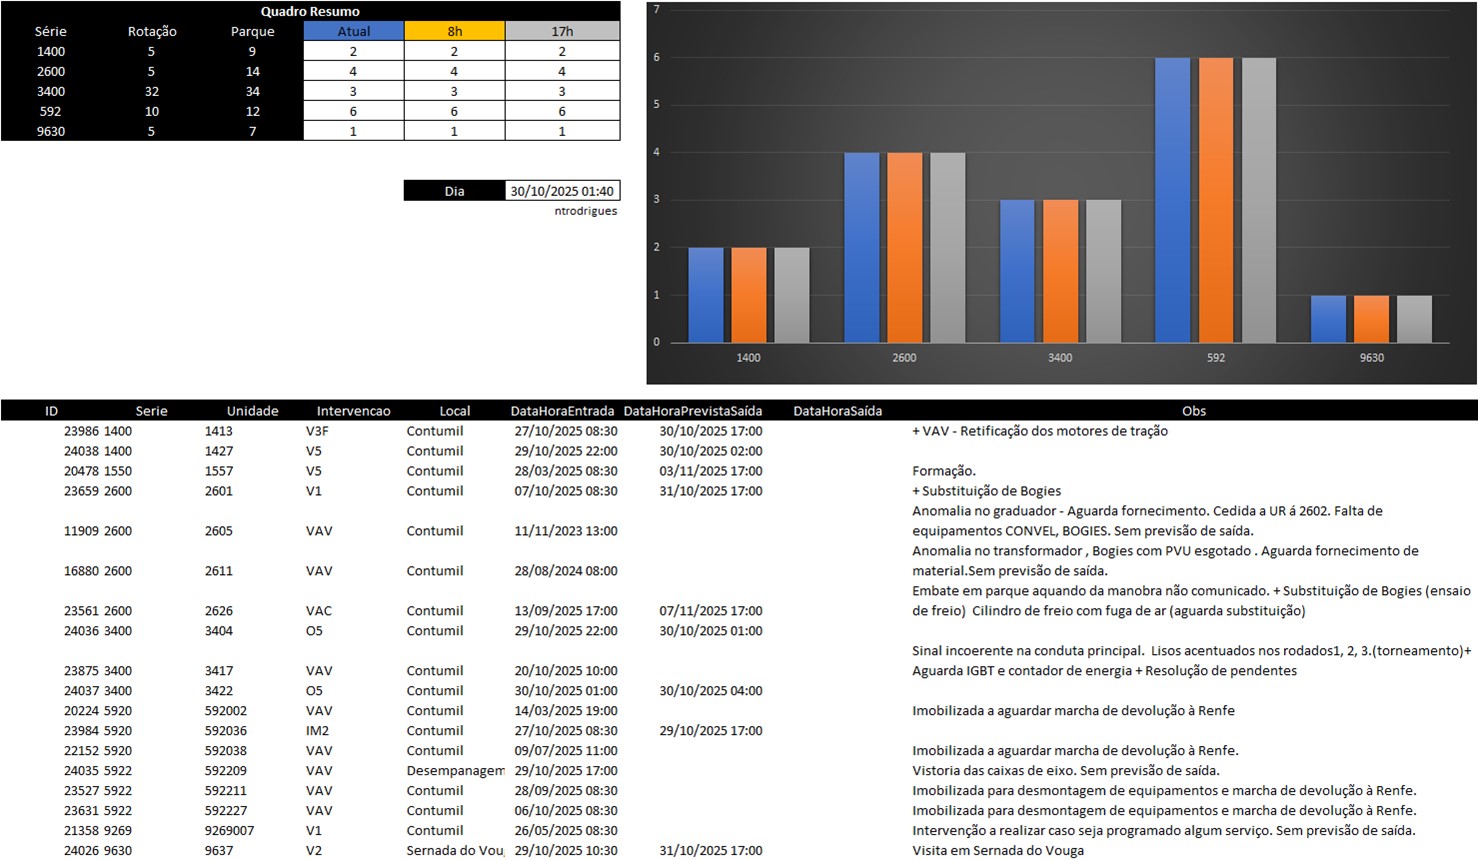 Quadro Resumo
Série Rotação Parque Atual 8h 17h
1400 5 9 2 2 2
2600 5 14 4 4 4
3400 32 34 3 3 3
592 10 12 6 6 6
9630 5 7 1 1 1
Dia 30/10/2025 01:40
ntrodrigues
7
6
5
4
3
2
1
0
1400 2600 3400 592 9630
ID Serie Unidade Intervencao Local DataHoraEntrada DataHoraPrevistaSaída DataHoraSaída Obs
23986 1400 1413 V3F Contumil 27/10/2025 08:30 30/10/2025 17:00 + VAV - Retificação dos motores de tração
24038 1400 1427 V5 Contumil 29/10/2025 22:00 30/10/2025 02:00
20478 1550 1557 V5 Contumil 28/03/2025 08:30 03/11/2025 17:00 Formação.
23659 2600 2601 V1 Contumil 07/10/2025 08:30 31/10/2025 17:00 + Substituição de Bogies
Anomalia no graduador - Aguarda fornecimento. Cedida a UR á 2602. Falta de
11909 2600 2605 VAV Contumil 11/11/2023 13:00 equipamentos CONVEL, BOGIES. Sem previsão de saída.
Anomalia no transformador , Bogies com PVU esgotado . Aguarda fornecimento de
16880 2600 2611 VAV Contumil 28/08/2024 08:00 material.Sem previsão de saída.
Embate em parque aquando da manobra não comunicado. + Substituição de Bogies (ensaio
23561 2600 2626 VAC Contumil 13/09/2025 17:00 07/11/2025 17:00 de freio) Cilindro de freio com fuga de ar (aguarda substituição)
24036 3400 3404 O5 Contumil 29/10/2025 22:00 30/10/2025 01:00
Sinal incoerente na conduta principal. Lisos acentuados nos rodados1, 2, 3.(torneamento)+
23875 3400 3417 VAV Contumil 20/10/2025 10:00 Aguarda IGBT e contador de energia + Resolução de pendentes
24037 3400 3422 O5 Contumil 30/10/2025 01:00 30/10/2025 04:00
20224 5920 592002 VAV Contumil 14/03/2025 19:00 Imobilizada a aguardar marcha de devolução à Renfe
23984 5920 592036 IM2 Contumil 27/10/2025 08:30 29/10/2025 17:00
22152 5920 592038 VAV Contumil 09/07/2025 11:00 Imobilizada a aguardar marcha de devolução à Renfe.
24035 5922 592209 VAV Desempanagem 29/10/2025 17:00 Vistoria das caixas de eixo. Sem previsão de saída.
23527 5922 592211 VAV Contumil 28/09/2025 08:30 Imobilizada para desmontagem de equipamentos e marcha de devolução à Renfe.
23631 5922 592227 VAV Contumil 06/10/2025 08:30 Imobilizada para desmontagem de equipamentos e marcha de devolução à Renfe.
21358 9269 9269007 V1 Contumil 26/05/2025 08:30 Intervenção a realizar caso seja programado algum serviço. Sem previsão de saída.
24026 9630 9637 V2 Sernada do Voug 29/10/2025 10:30 31/10/2025 17:00 Visita em Sernada do Vouga